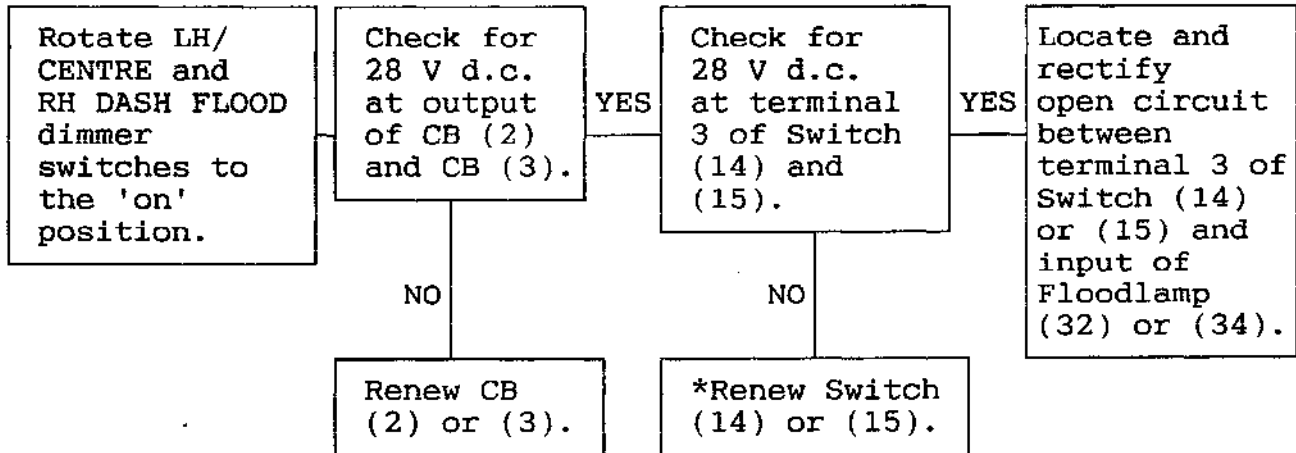 Rotate LH/
CENTRE and
RH DASH FLOOD
dimmer
switches to
the 'on'
position.
Check for
28 V d.c.
at output
of CB (2)
and CB (3).
YES
Check for
28 V d.c.
at terminal
3 of Switch
(14) and
(15).
YES
Locate and
rectify
open circuit
between
terminal 3 of
Switch (14)
or (15) and
input of
Floodlamp
(32) or (34).
NO
NO
Renew CB
(2) or (3).
*Renew Switch
(14) or (15).